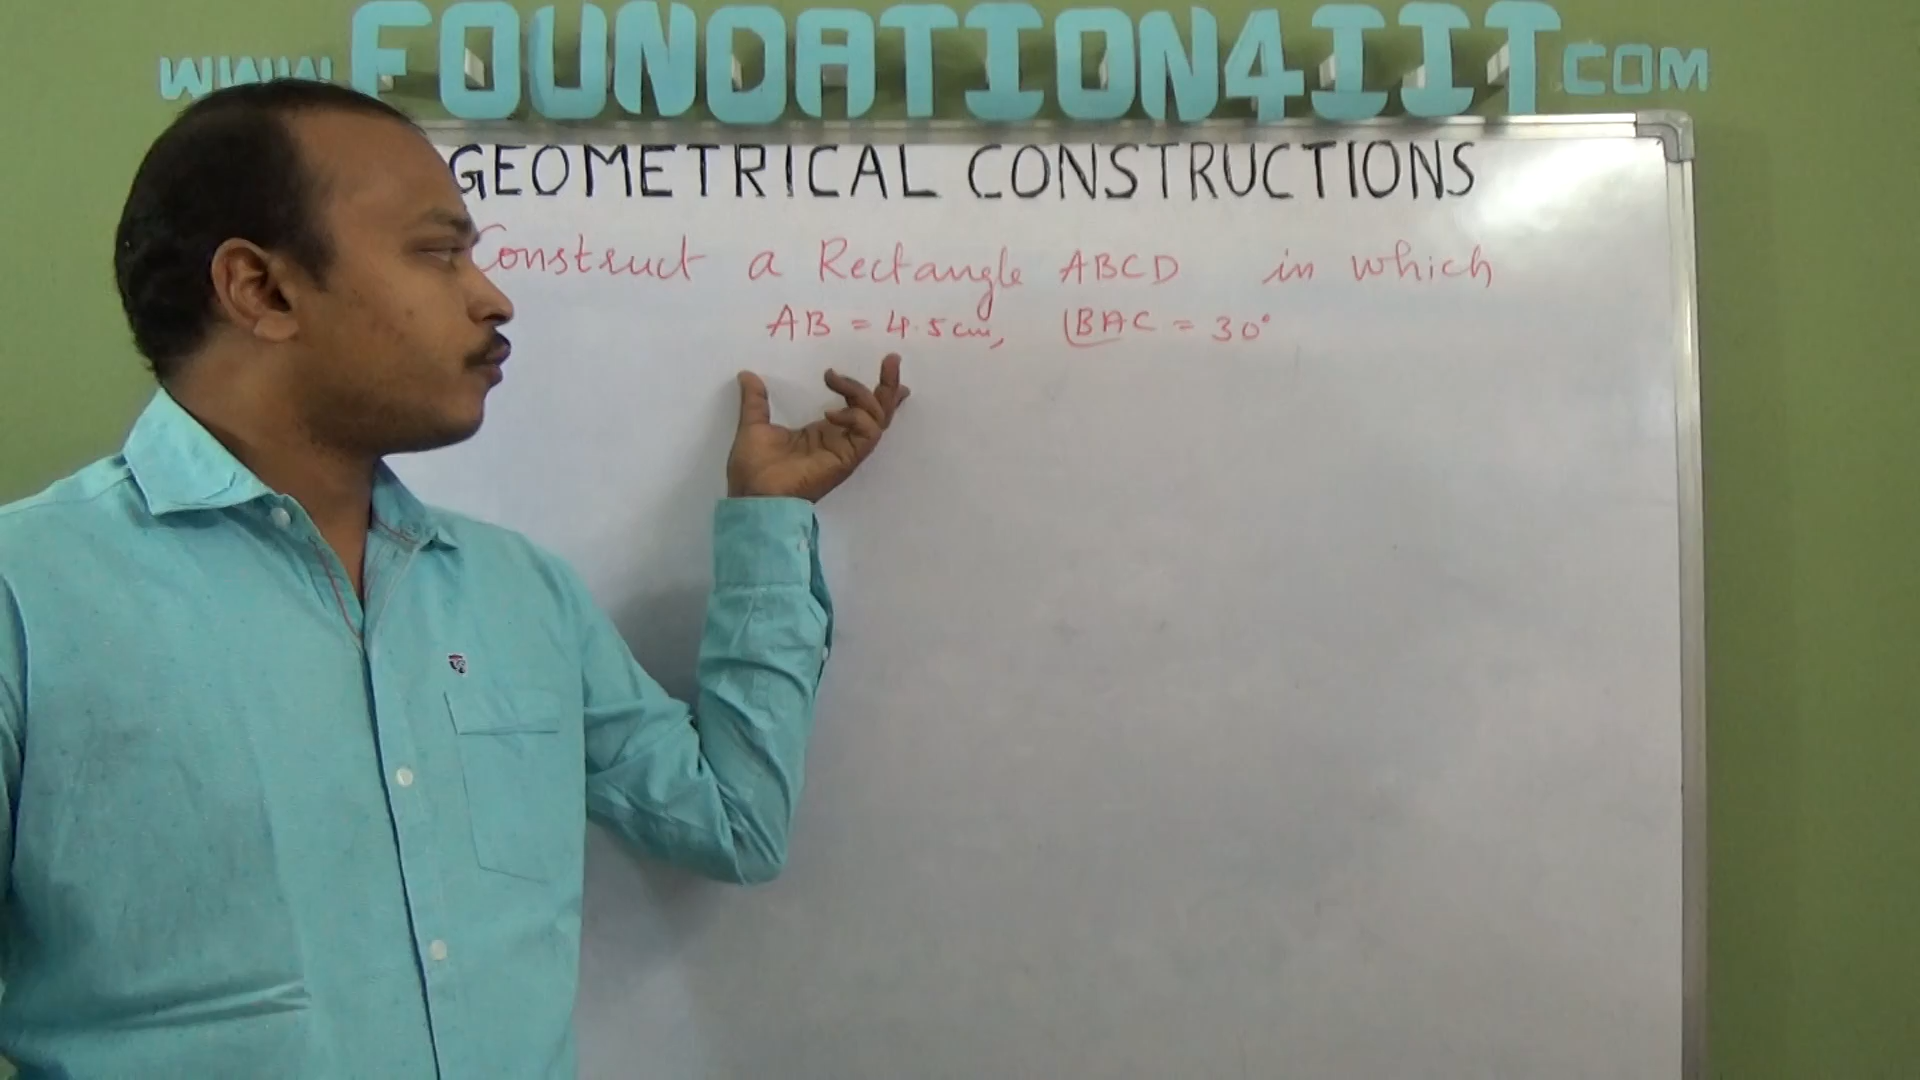 www.FOUNDATION4IIT.COM
GEOMETRICAL CONSTRUCTIONS
Construct a Rectangle ABCD in which
AB = 4.5cm, ∠BAC = 30°